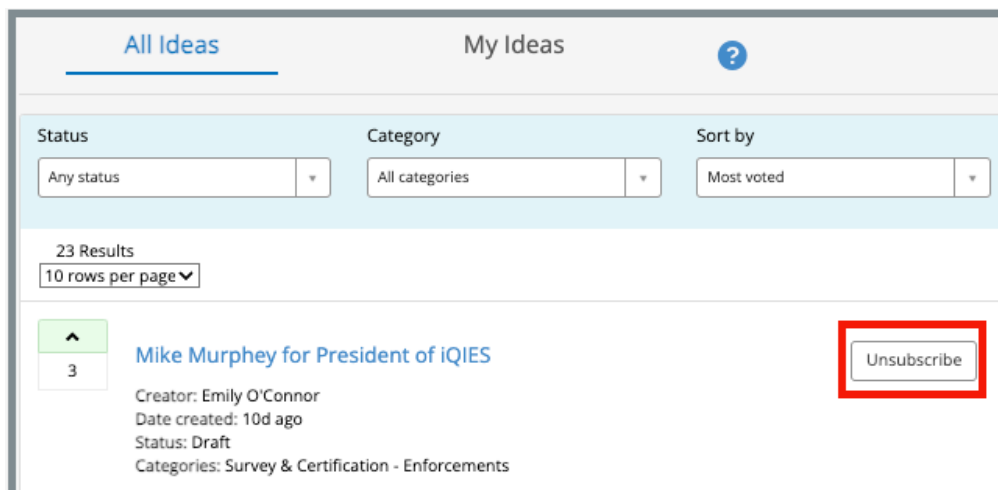 All Ideas My Ideas ?
Status Category Sort by
Any status All categories Most voted
23 Results
10 rows per page
Mike Murphey for President of iQIES
Unsubscribe
3
Creator: Emily O'Connor
Date created: 10d ago
Status: Draft
Categories: Survey & Certification - Enforcements